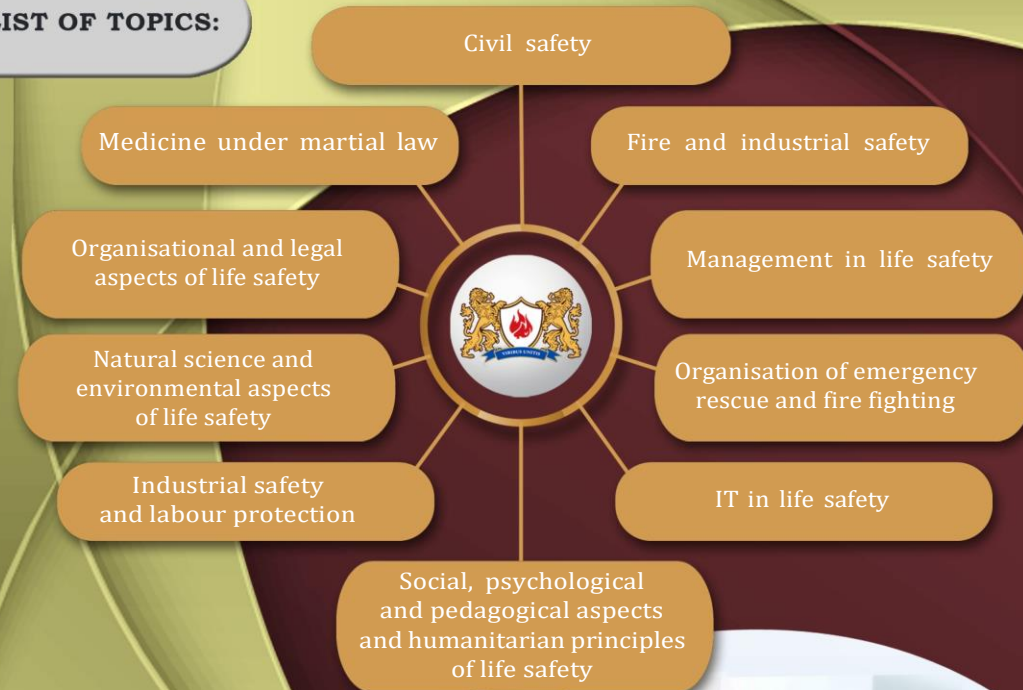 LIST OF TOPICS:
Civil safety
Medicine under martial law
Fire and industrial safety
Organisational and legal
aspects of life safety
Management in life safety
Natural science and
environmental aspects
of life safety
Organisation of emergency
rescue and fire fighting
Industrial safety
and labour protection
IT in life safety
Social, psychological
and pedagogical aspects
and humanitarian principles
of life safety
VIRIBUS UNITIS